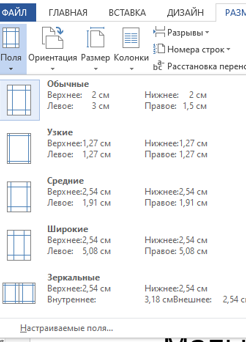 ФАЙЛ ГЛАВНАЯ ВСТАВКА ДИЗАЙН РАЗМ
Поля Ориентация Размер Колонки Разрывы
Номера строк
Расстановка перено
Обычные
Верхнее: 2 см Нижнее: 2 см
Левое: 3 см Правое: 1,5 см
Узкие
Верхнее:1,27 см Нижнее:1,27 см
Левое: 1,27 см Правое: 1,27 см
Средние
Верхнее:2,54 см Нижнее:2,54 см
Левое: 1,91 см Правое: 1,91 см
Широкие
Верхнее:2,54 см Нижнее:2,54 см
Левое: 5,08 см Правое: 5,08 см
Зеркальные
Верхнее:2,54 см Нижнее:2,54 см
Внутреннее: 3,18 смВнешнее: 2,54 с
Настраиваемые поля...